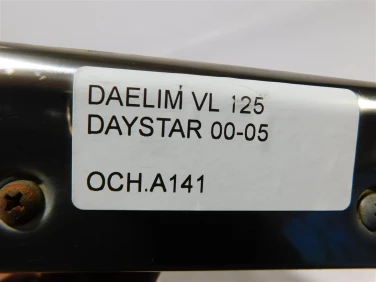 DAELIM VL 125
DAYSTAR 00-05
OCH.A141